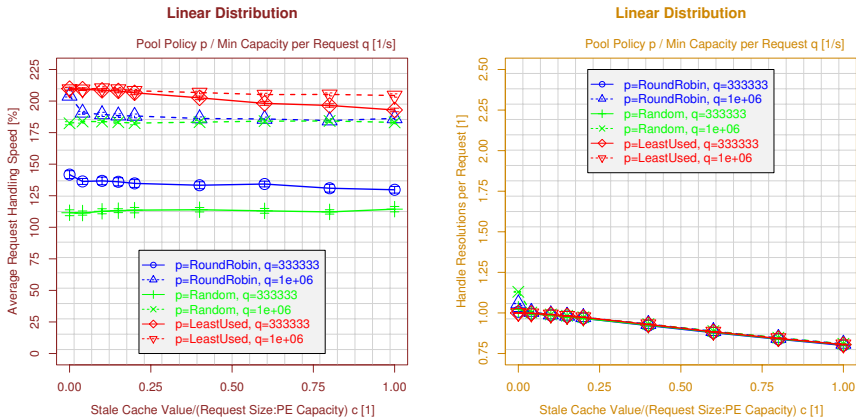 Linear Distribution
Pool Policy p / Min Capacity per Request q [1/s]
Average Request Handling Speed [%]
225
200
175
150
125
100
75
50
25
0
p=RoundRobin, q=333333
p=RoundRobin, q=1e+06
p=Random, q=333333
p=Random, q=1e+06
p=LeastUsed, q=333333
p=LeastUsed, q=1e+06
0.00 0.25 0.50 0.75 1.00
Stale Cache Value/(Request Size:PE Capacity) c [1]
Linear Distribution
Pool Policy p / Min Capacity per Request q [1/s]
Handle Resolutions per Request [1]
2.50
2.25
2.00
1.75
1.50
1.25
1.00
0.75
p=RoundRobin, q=333333
p=RoundRobin, q=1e+06
p=Random, q=333333
p=Random, q=1e+06
p=LeastUsed, q=333333
p=LeastUsed, q=1e+06
0.00 0.25 0.50 0.75 1.00
Stale Cache Value/(Request Size:PE Capacity) c [1]